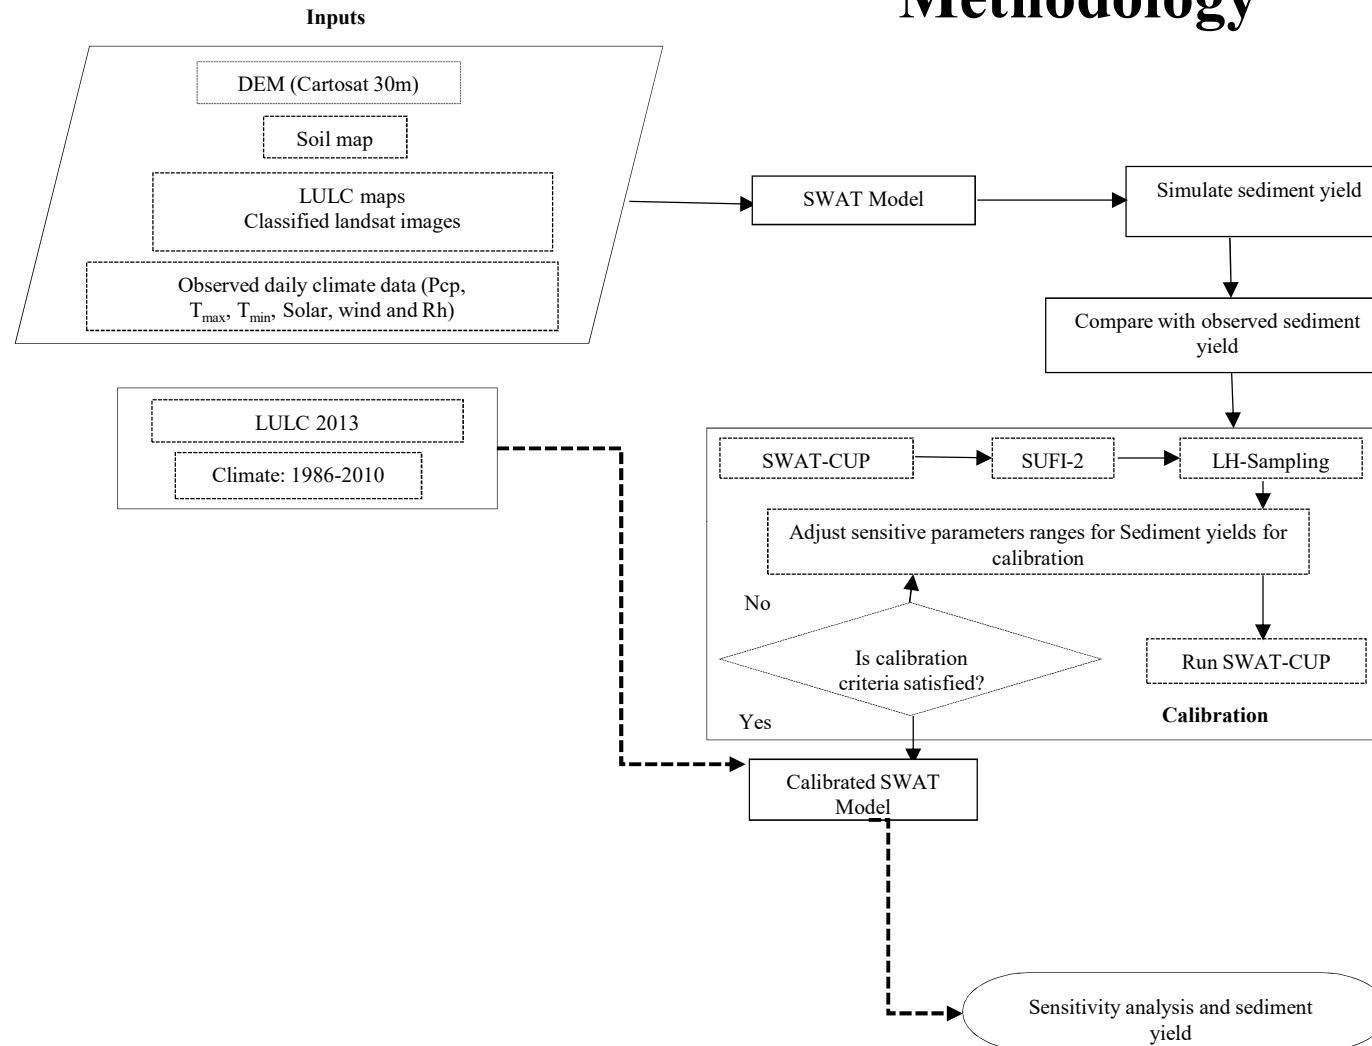 Methodology
Inputs
DEM (Cartosat 30m)
Soil map
LULC maps
Classified landsat images
Observed daily climate data (Pcp,
Tmax, Tmin, Solar, wind and Rh)
SWAT Model
Simulate sediment yield
Compare with observed sediment
yield
LULC 2013
Climate: 1986-2010
SWAT-CUP
SUFI-2
LH-Sampling
Adjust sensitive parameters ranges for Sediment yields for
calibration
No
Is calibration
criteria satisfied?
Run SWAT-CUP
Yes
Calibration
Calibrated SWAT
Model
Sensitivity analysis and sediment
yield